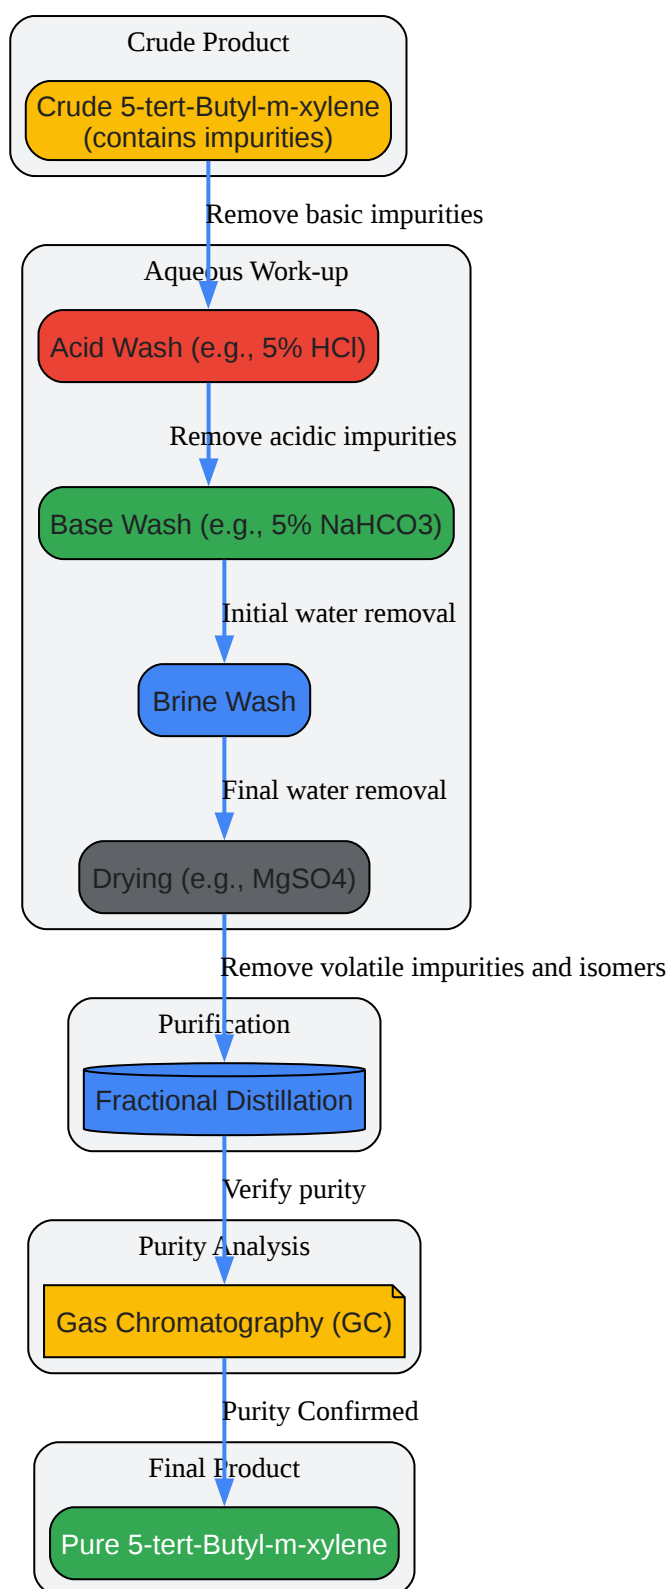 Crude Product
Crude 5-tert-Butyl-m-xylene
(contains impurities)
Remove basic impurities
Aqueous Work-up
Acid Wash (e.g., 5% HCl)
Remove acidic impurities
Base Wash (e.g., 5% NaHCO3)
Initial water removal
Brine Wash
Final water removal
Drying (e.g., MgSO4)
Remove volatile impurities and isomers
Purification
Fractional Distillation
Verify purity
Purity Analysis
Gas Chromatography (GC)
Purity Confirmed
Final Product
Pure 5-tert-Butyl-m-xylene